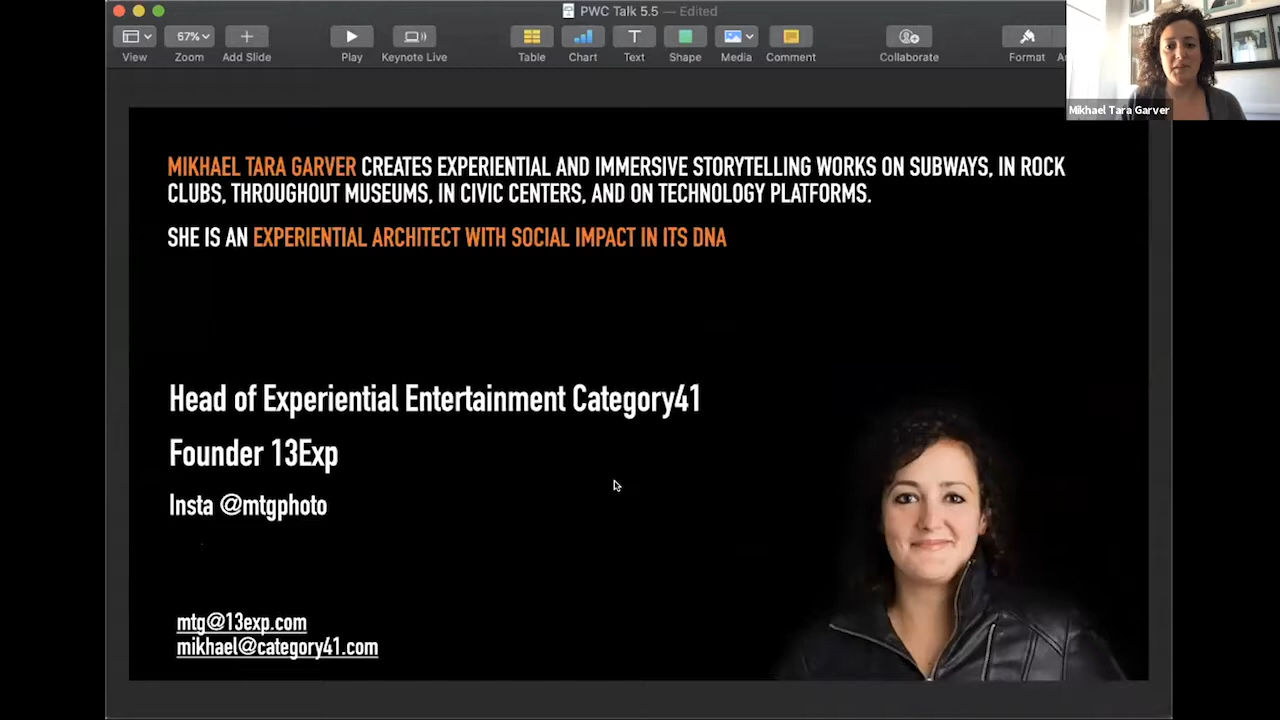 PWC Talk 5.5 — Edited
67%
View
Zoom
Add Slide
Play
Keynote Live
Table
Chart
Text
Shape
Media
Comment
Collaborate
Format
Mikhael Tara Garver
MIKHAEL TARA GARVER CREATES EXPERIENTIAL AND IMMERSIVE STORYTELLING WORKS ON SUBWAYS, IN ROCK
CLUBS, THROUGHOUT MUSEUMS, IN CIVIC CENTERS, AND ON TECHNOLOGY PLATFORMS.
SHE IS AN EXPERIENTIAL ARCHITECT WITH SOCIAL IMPACT IN ITS DNA
Head of Experiential Entertainment Category41
Founder 13Exp
Insta @mtgphoto
mtg@13exp.com
mikhael@category41.com